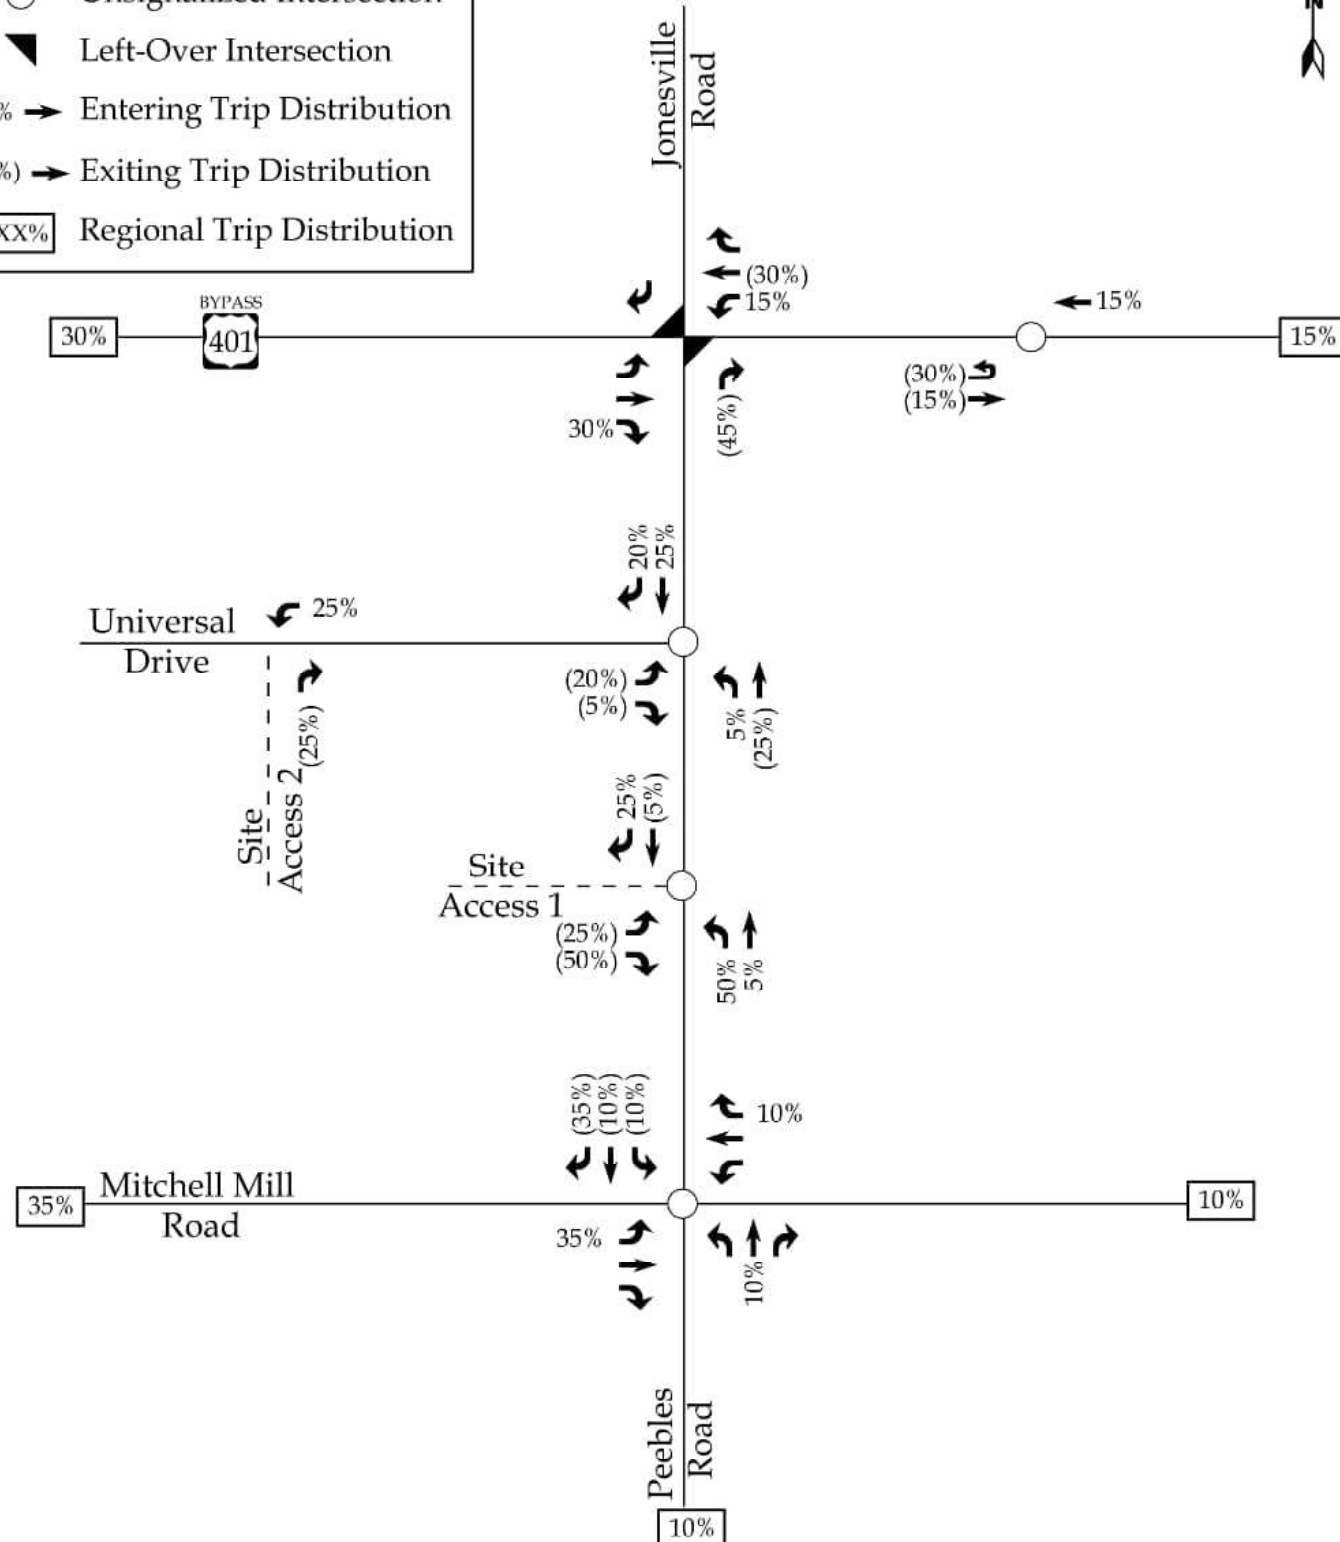 Unsignalized Intersection
Left-Over Intersection
% Entering Trip Distribution
%) Exiting Trip Distribution
XX% Regional Trip Distribution
N
Jonesville
Road
(30%)
15%
15%
BYPASS
401
30%
15%
(30%)
(15%)
30%
(45%)
20%
25%
Universal
Drive
25%
(20%)
(5%)
5%
(25%)
(25%)
Site
Access 2
25%
(5%)
Site
Access 1
(25%)
(50%)
50%
5%
(35%)
(10%)
(10%)
10%
Mitchell Mill
Road
35%
10%
35%
10%
Peebles
Road
10%